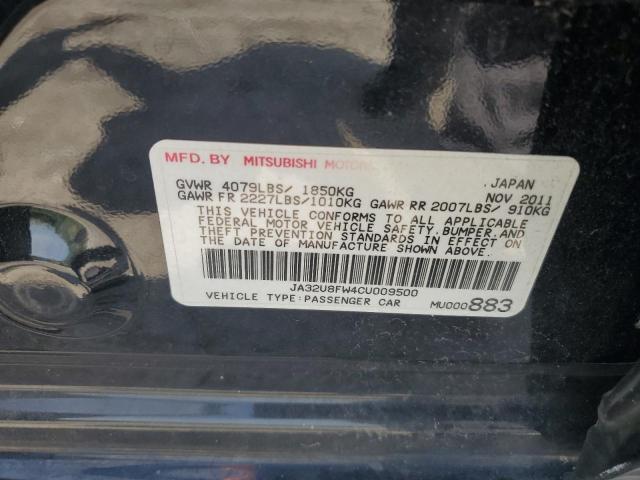 MFD. BY MITSUBISHI MOTORS JAPAN
GVWR 4079LBS/ 1850KG NOV 2011
GAWR FR 2227LBS/1010KG GAWR RR 2007LBS/ 910KG
THIS VEHICLE CONFORMS TO ALL APPLICABLE
FEDERAL MOTOR VEHICLE SAFETY, BUMPER, AND
THEFT PREVENTION STANDARDS IN EFFECT ON
THE DATE OF MANUFACTURE SHOWN ABOVE.
JA32U8FW4CU009500
VEHICLE TYPE:PASSENGER CAR MU000883